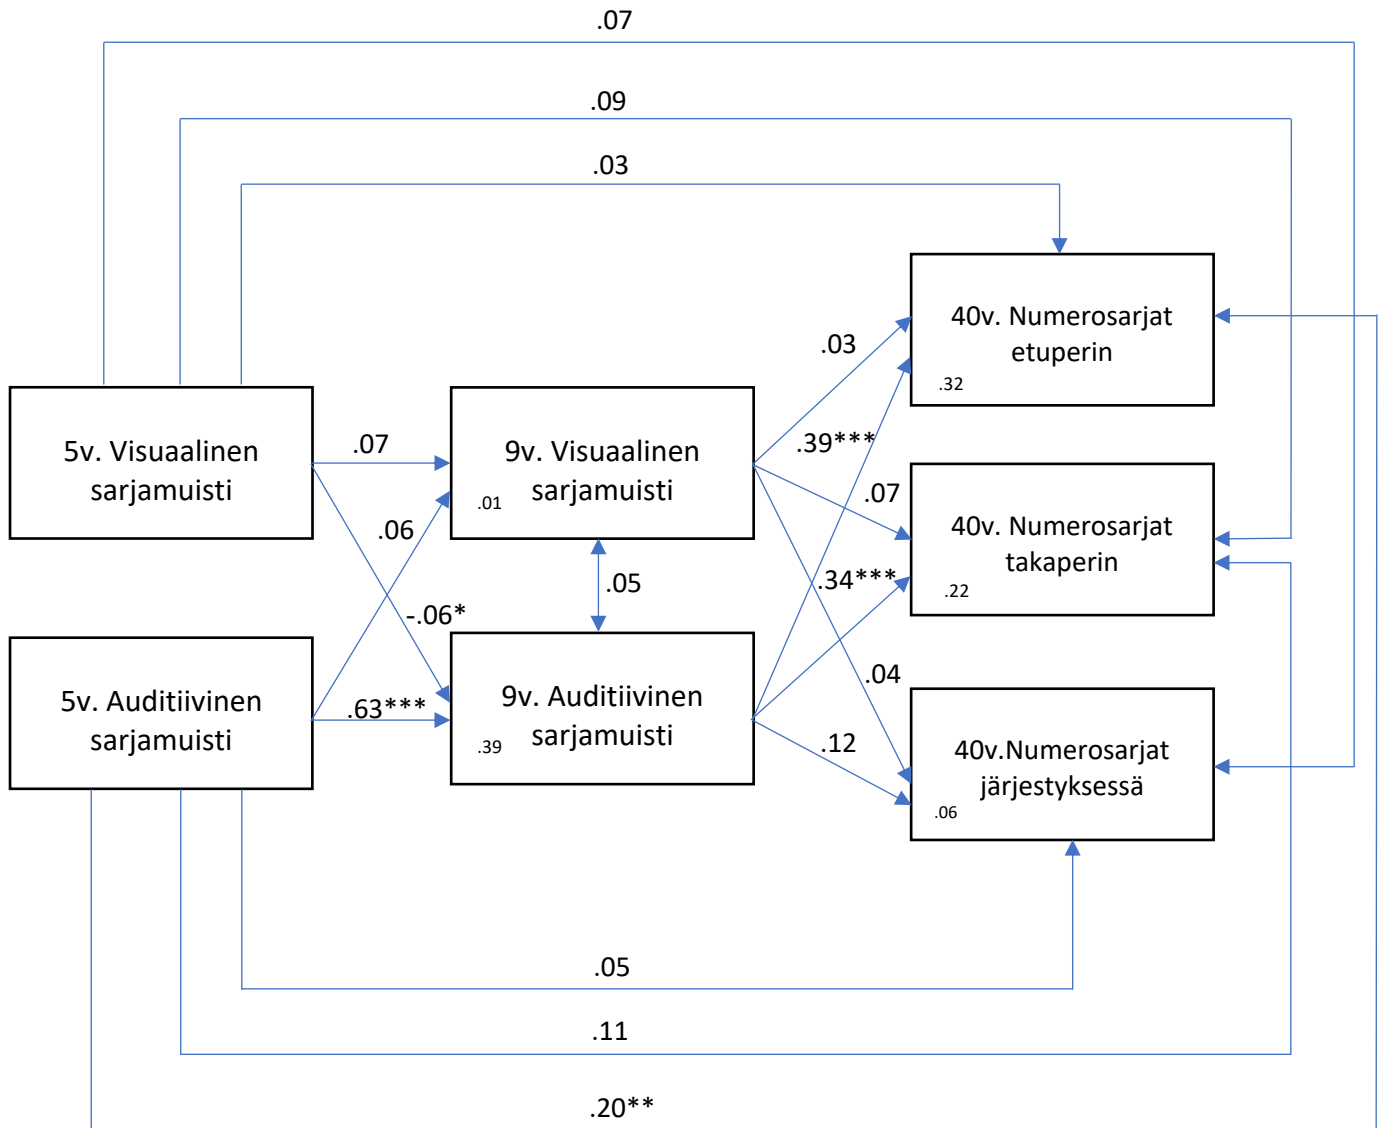 .07
.09
.03
40v. Numerosarjat
etuperin
.32
.03
5v. Visuaalinen
sarjamuisti
.07
9v. Visuaalinen
sarjamuisti
.01
.39***
.07
40v. Numerosarjat
takaperin
.22
.06
-.06*
.05
.34***
5v. Auditiivinen
sarjamuisti
.63***
9v. Auditiivinen
sarjamuisti
.39
.04
.12
40v.Numerosarjat
järjestyksessä
.06
.05
.11
.20**